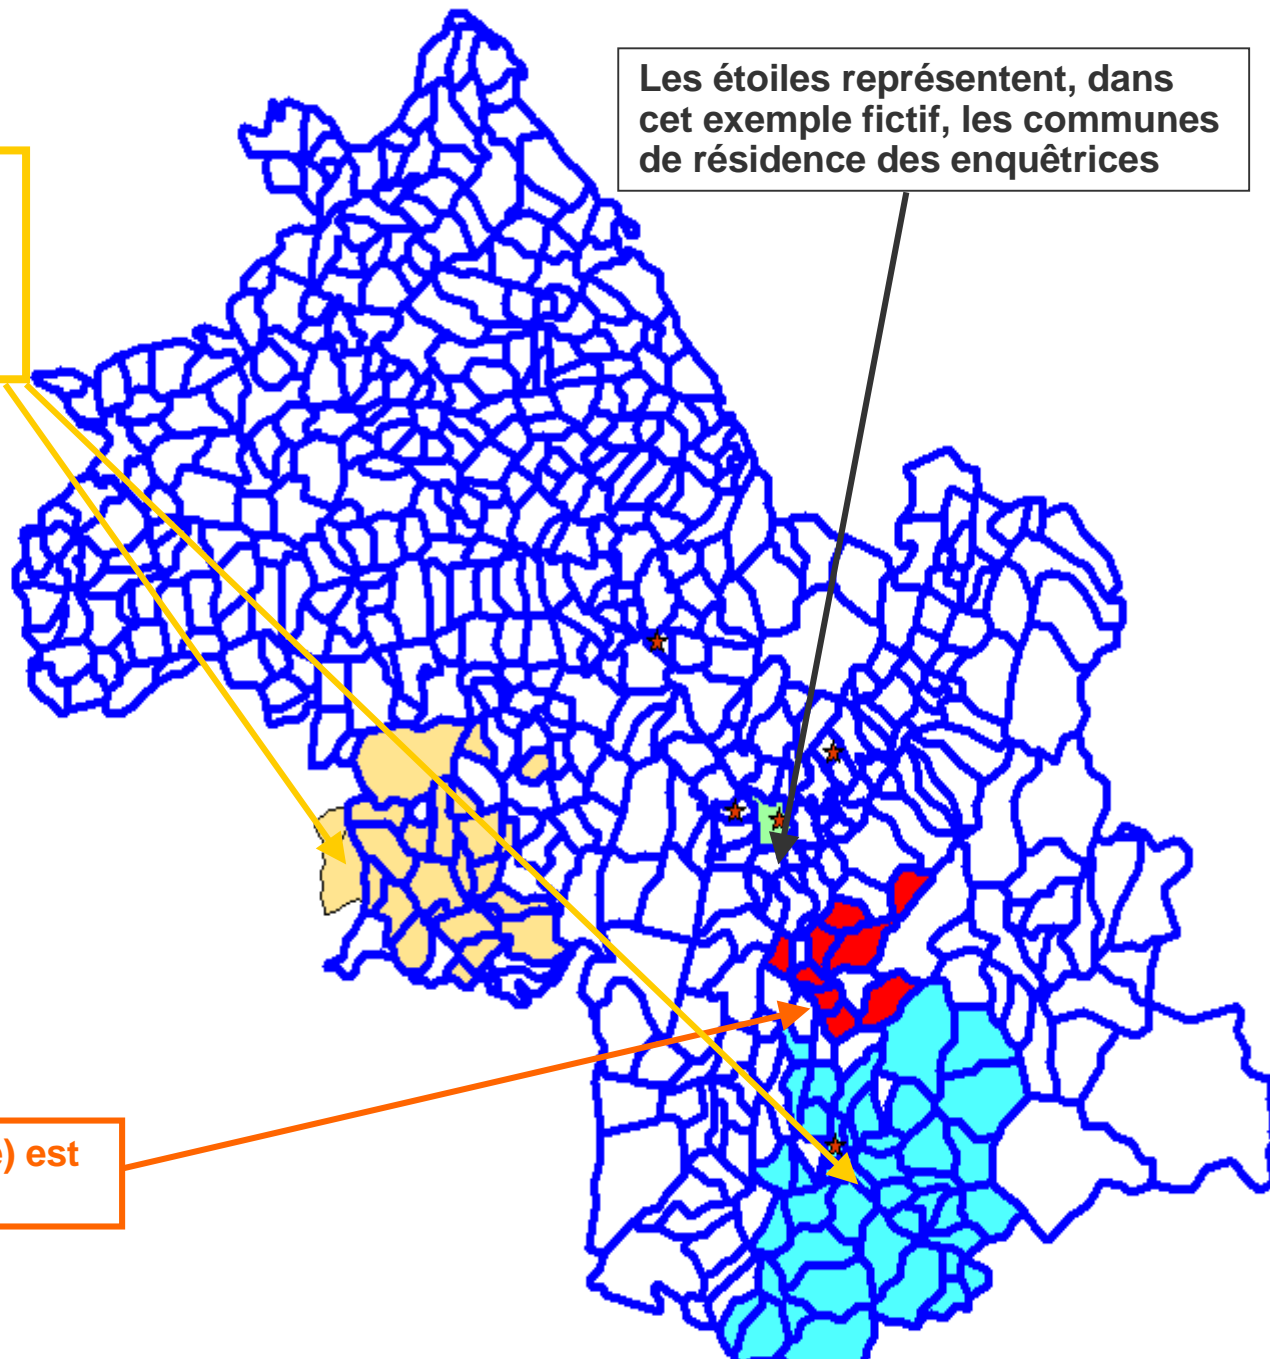 Les étoiles représentent, dans
cet exemple fictif, les communes
de résidence des enquêtrices
) est